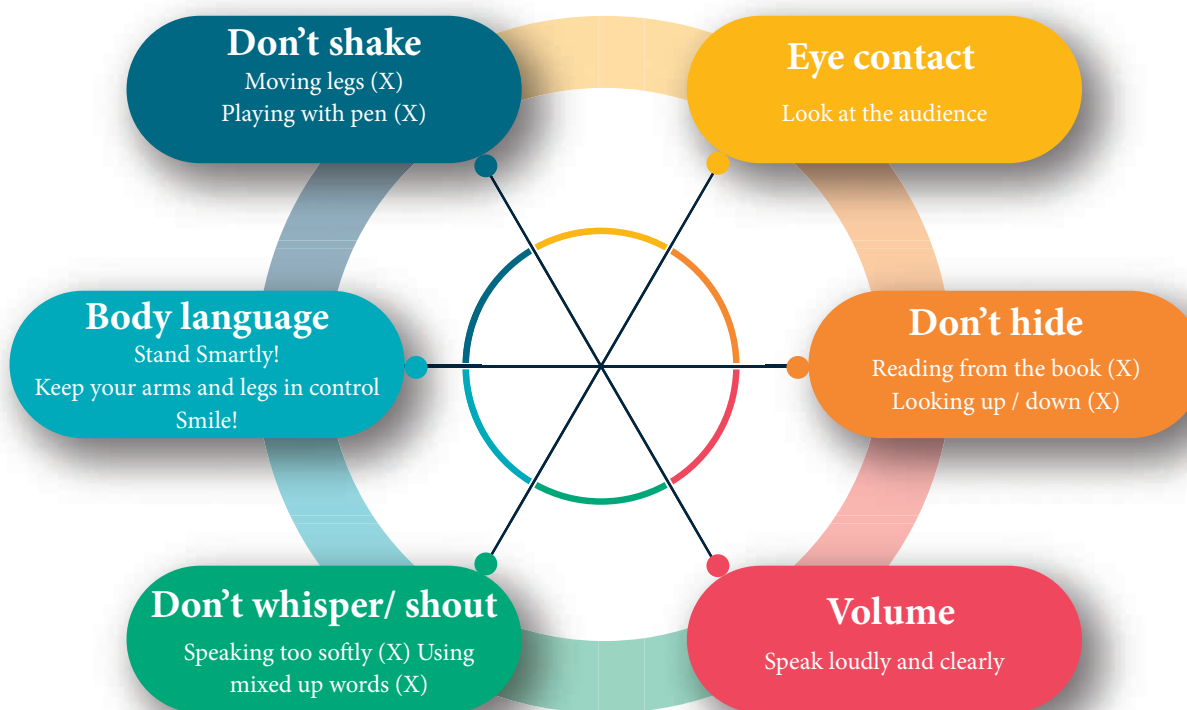 Don't shake
Moving legs (X)
Playing with pen (X)
Eye contact
Look at the audience
Body language
Stand Smartly!
Keep your arms and legs in control
Smile!
Don't hide
Reading from the book (X)
Looking up / down (X)
Don't whisper/ shout
Speaking too softly (X) Using
mixed up words (X)
Volume
Speak loudly and clearly